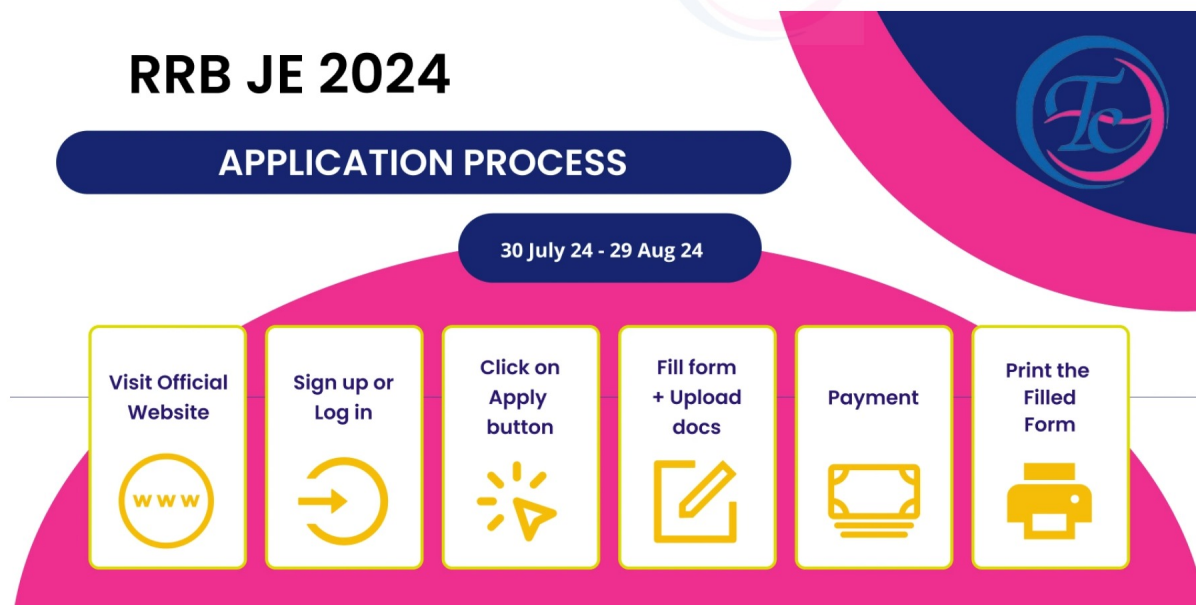 RRB JE 2024
APPLICATION PROCESS
30 July 24 - 29 Aug 24
Visit Official
Website
www
Sign up or
Log in
Click on
Apply
button
Fill form
+ Upload
docs
Payment
Print the
Filled
Form
Te